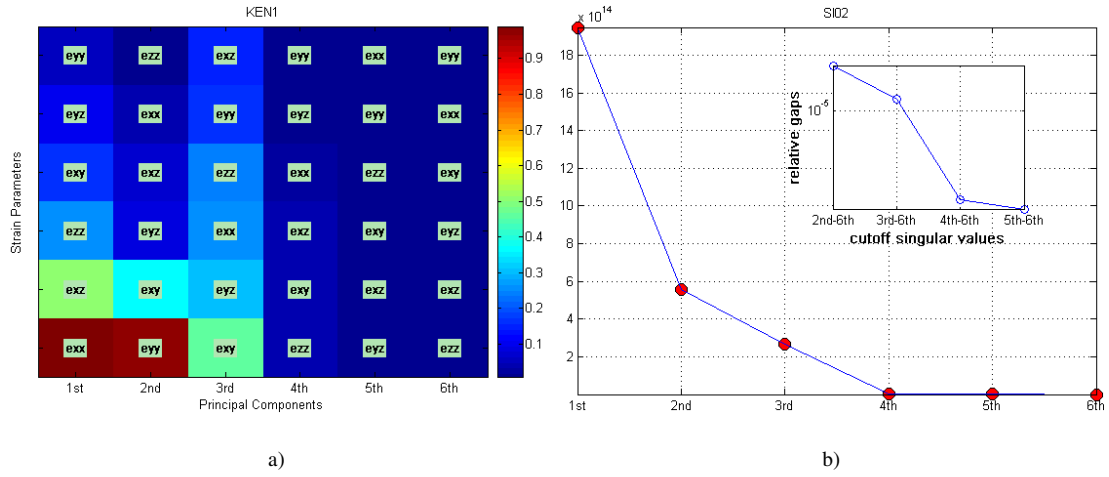 KEN1
Strain Parameters
eyy ezz exz eyy exx eyy
eyz exx eyy eyz exy exx
exy exz ezz exx ezz exy
ezz eyz exx exz eyy eyz
exz exy eyz exy exz exz
exx eyy exy ezz eyz ezz
1st 2nd 3rd 4th 5th 6th
Principal Components
0.9
0.8
0.7
0.6
0.5
0.4
0.3
0.2
0.1
a)
SI02
x 10^14
18
16
14
12
10
8
6
4
2
1st 2nd 3rd 4th 5th 6th
relative gaps
10^-5
2nd-6th 3rd-6th 4th-6th 5th-6th
cutoff singular values
b)